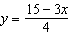 y = (15 − 3x)/4